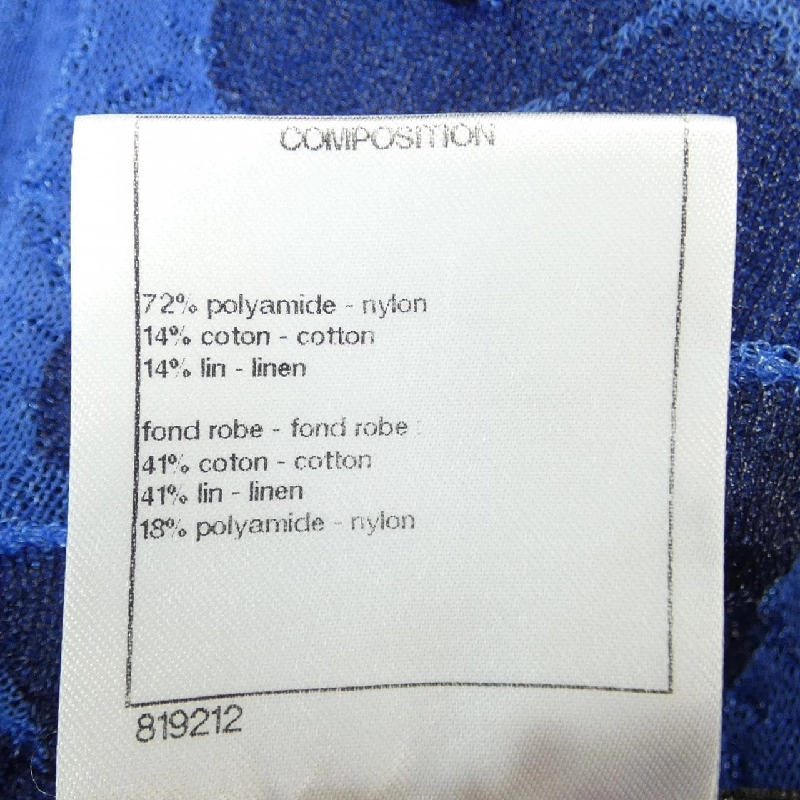 COMPOSITION
72% polyamide - nylon
14% coton - cotton
14% lin - linen
fond robe - fond robe :
41% coton - cotton
41% lin - linen
18% polyamide - nylon
819212